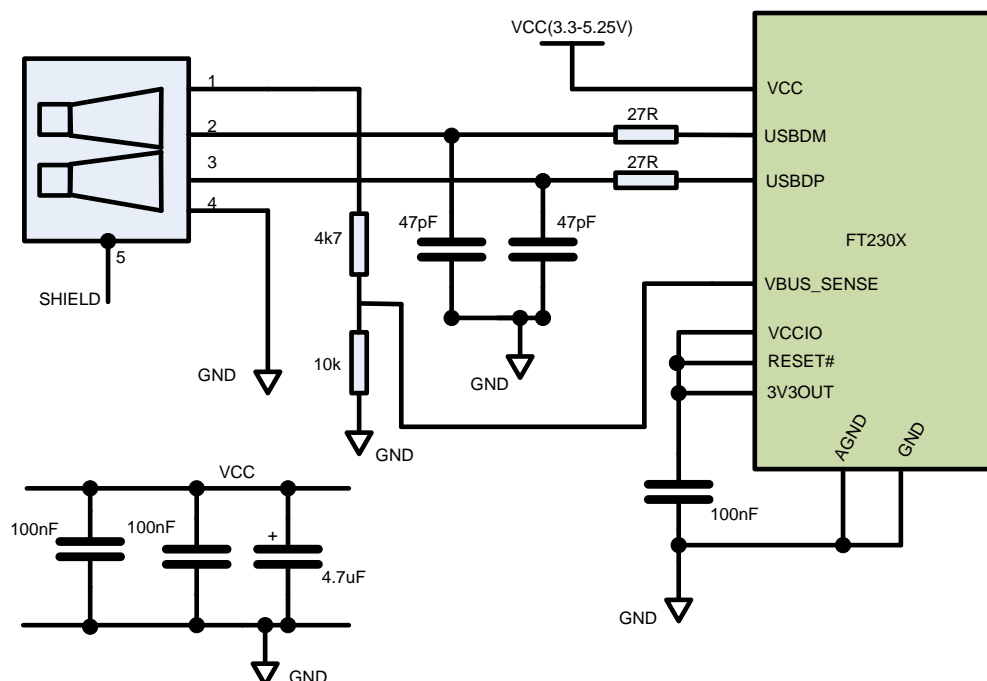 VCC(3.3-5.25V)
1
VCC
27R
2
USBDM
27R
3
USBDP
4
47pF
47pF
4k7
FT230X
5
SHIELD
VBUS_SENSE
VCCIO
10k
RESET#
GND
GND
3V3OUT
AGND
GND
GND
VCC
100nF
100nF
100nF
+
4.7uF
GND
GND